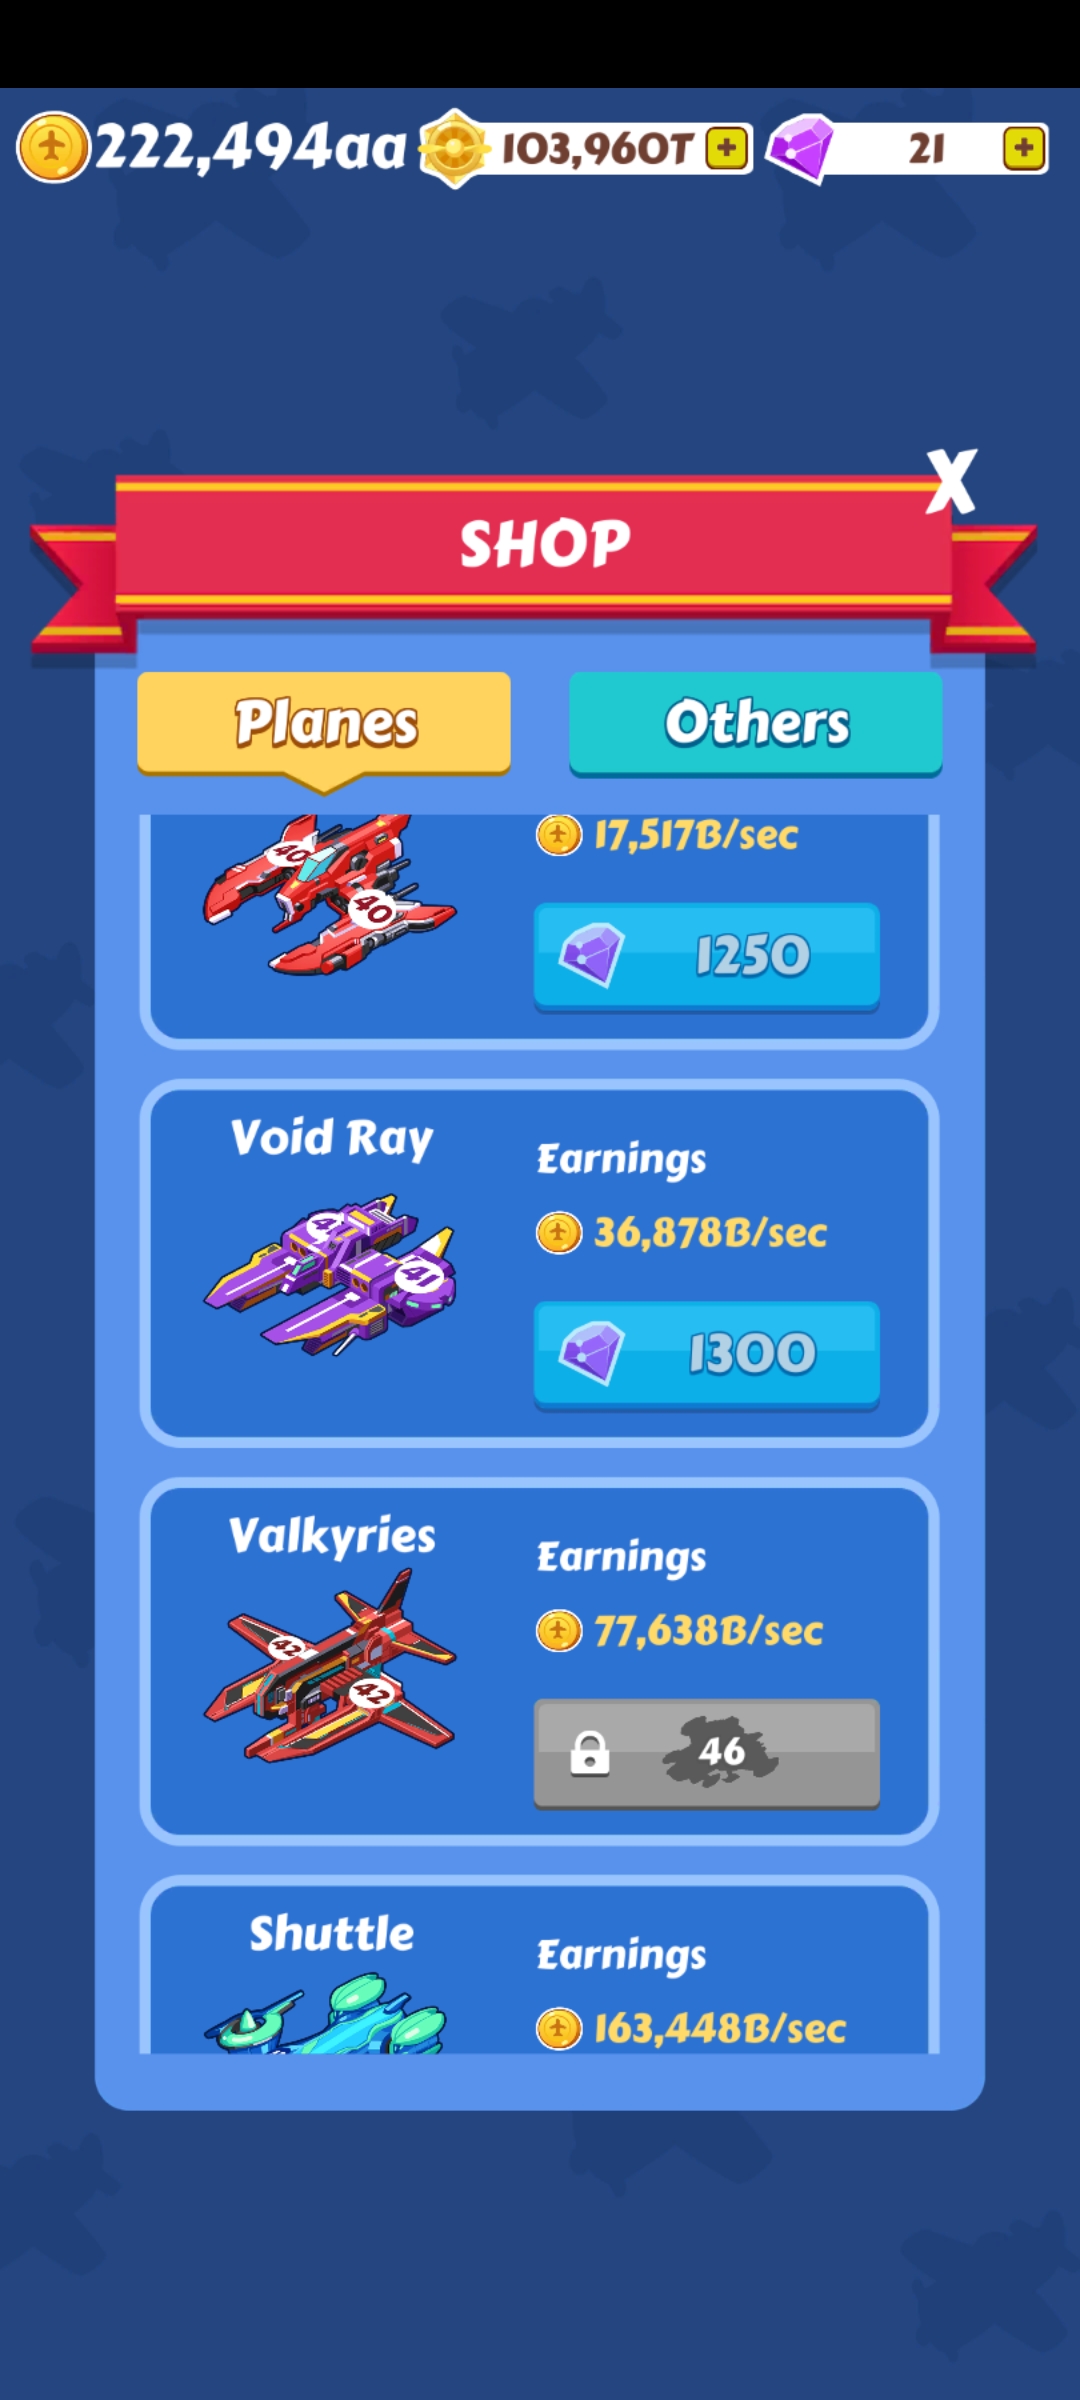 222,494aa 103,960T + 21 +
X
SHOP
Planes Others
40
17,517B/sec
40
1250
Void Ray
Earnings
41
36,878B/sec
41
1300
Valkyries
Earnings
42
77,638B/sec
42
46
Shuttle
Earnings
163,448B/sec